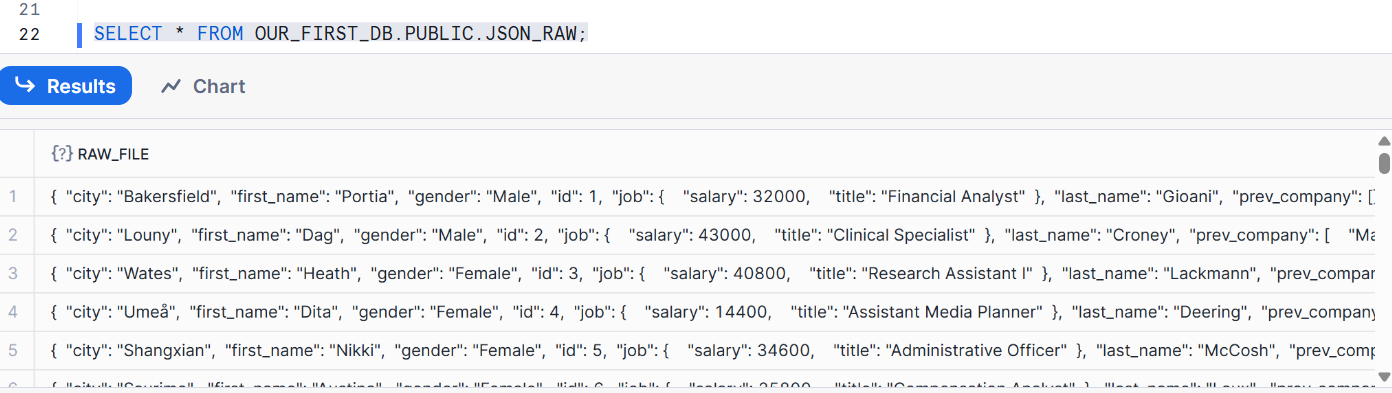 21
22 SELECT * FROM OUR_FIRST_DB.PUBLIC.JSON_RAW;
Results Chart
{?} RAW_FILE
1 { "city": "Bakersfield", "first_name": "Portia", "gender": "Male", "id": 1, "job": { "salary": 32000, "title": "Financial Analyst" }, "last_name": "Gioani", "prev_company": []
2 { "city": "Louny", "first_name": "Dag", "gender": "Male", "id": 2, "job": { "salary": 43000, "title": "Clinical Specialist" }, "last_name": "Croney", "prev_company": [ "Ma
3 { "city": "Wates", "first_name": "Heath", "gender": "Female", "id": 3, "job": { "salary": 40800, "title": "Research Assistant I" }, "last_name": "Lackmann", "prev_compar
4 { "city": "Umeå", "first_name": "Dita", "gender": "Female", "id": 4, "job": { "salary": 14400, "title": "Assistant Media Planner" }, "last_name": "Deering", "prev_company
5 { "city": "Shangxian", "first_name": "Nikki", "gender": "Female", "id": 5, "job": { "salary": 34600, "title": "Administrative Officer" }, "last_name": "McCosh", "prev_comp